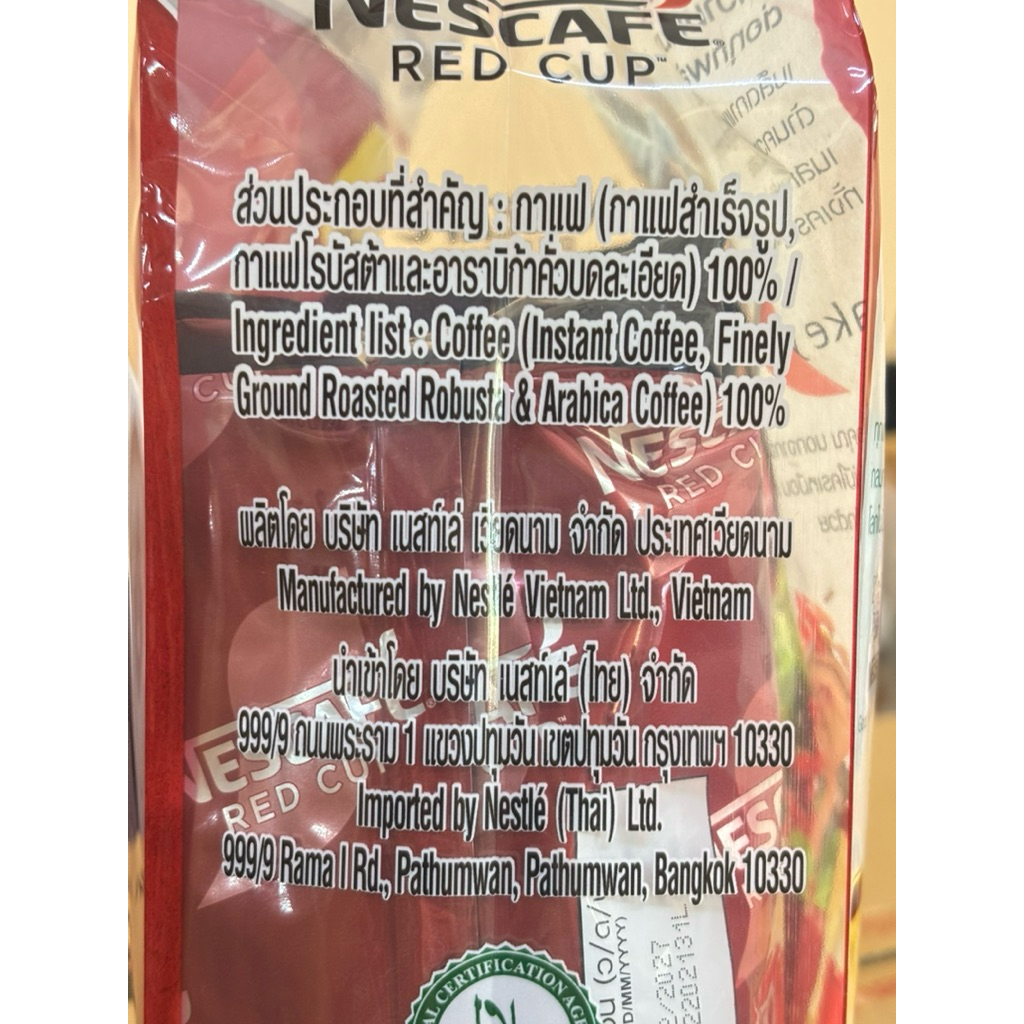 NESCAFÉ
RED CUP™
ส่วนประกอบที่สำคัญ : กาแฟ (กาแฟสำเร็จรูป,
กาแฟโรบัสต้าและอาราบิก้าคั่วบดละเอียด) 100% /
Ingredient list : Coffee (Instant Coffee, Finely
Ground Roasted Robusta & Arabica Coffee) 100%
ผลิตโดย บริษัท เนสท์เล่ เวียดนาม จำกัด ประเทศเวียดนาม
Manufactured by Nestlé Vietnam Ltd., Vietnam
นำเข้าโดย บริษัท เนสท์เล่ (ไทย) จำกัด
999/9 ถนนพระราม 1 แขวงปทุมวัน เขตปทุมวัน กรุงเทพฯ 10330
Imported by Nestlé (Thai) Ltd.
999/9 Rama I Rd., Pathumwan, Pathumwan, Bangkok 10330
NESCAFÉ
RED CUP
NESCAFÉ
RED CUP
CERTIFICATION